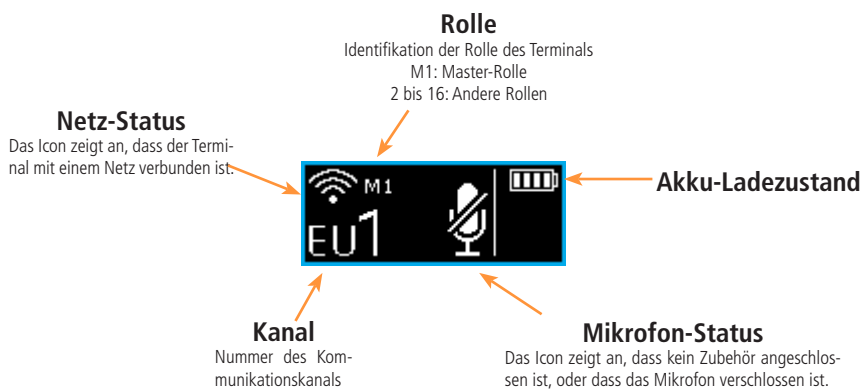 Rolle
Identifikation der Rolle des Terminals
M1: Master-Rolle
2 bis 16: Andere Rollen
Netz-Status
Das Icon zeigt an, dass der Termi-
nal mit einem Netz verbunden ist.
M1
EU1
Akku-Ladezustand
Kanal
Nummer des Kom-
munikationskanals
Mikrofon-Status
Das Icon zeigt an, dass kein Zubehör angeschlos-
sen ist, oder dass das Mikrofon verschlossen ist.